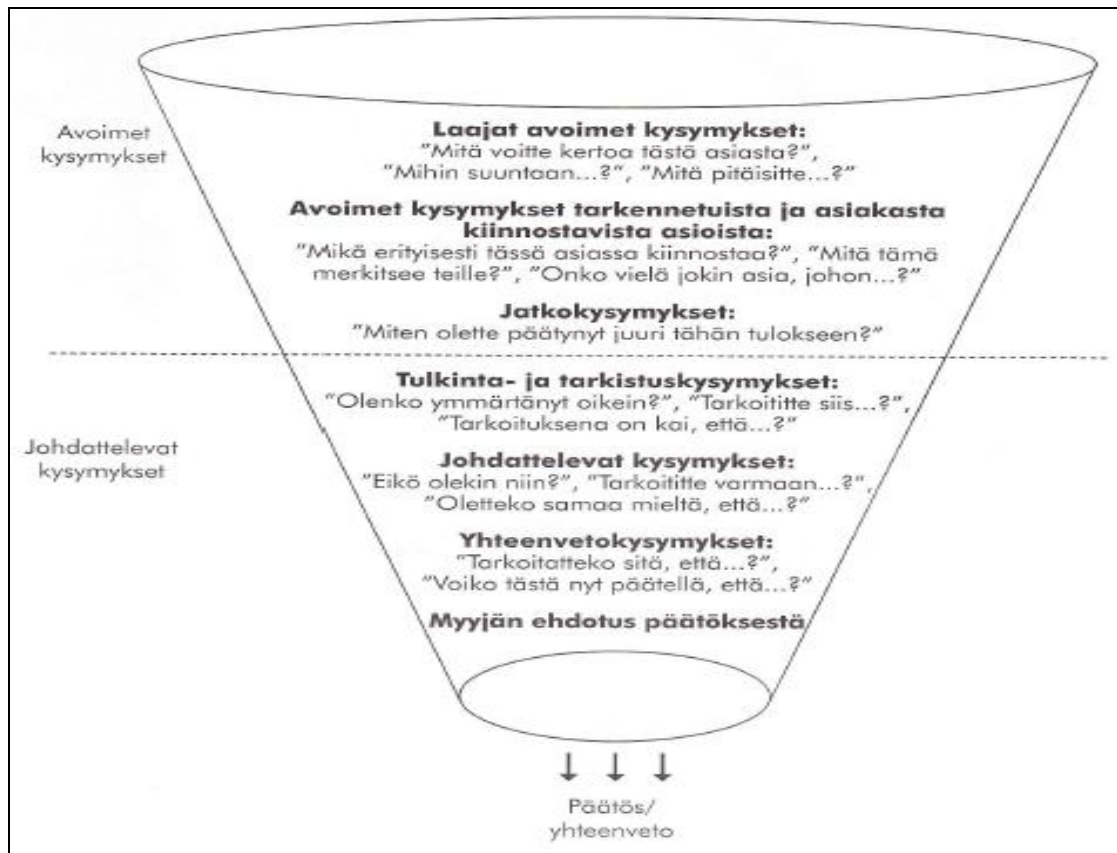 Avoimet
kysymykset
Laajat avoimet kysymykset:
"Mitä voitte kertoa tästä asiasta?",
"Mihin suuntaan...?", "Mitä pitäisitte...?"
Avoimet kysymykset tarkennetuista ja asiakasta
kiinnostavista asioista:
"Mikä erityisesti tässä asiassa kiinnostaa?", "Mitä tämä
merkitsee teille?", "Onko vielä jokin asia, johon...?"
Jatkokysymykset:
"Miten olette päätynyt juuri tähän tulokseen?"
Johdattelevat
kysymykset
Tulkinta- ja tarkistuskysymykset:
"Olenko ymmärtänyt oikein?", "Tarkoititte siis...?",
"Tarkoituksena on kai, että...?"
Johdattelevat kysymykset:
"Eikö olekin niin?", "Tarkoititte varmaan...?",
"Oletteko samaa mieltä, että...?"
Yhteenvetokysymykset:
"Tarkoitatteko sitä, että...?",
"Voiko tästä nyt päätellä, että...?"
Myyjän ehdotus päätöksestä
Päätös/
yhteenveto